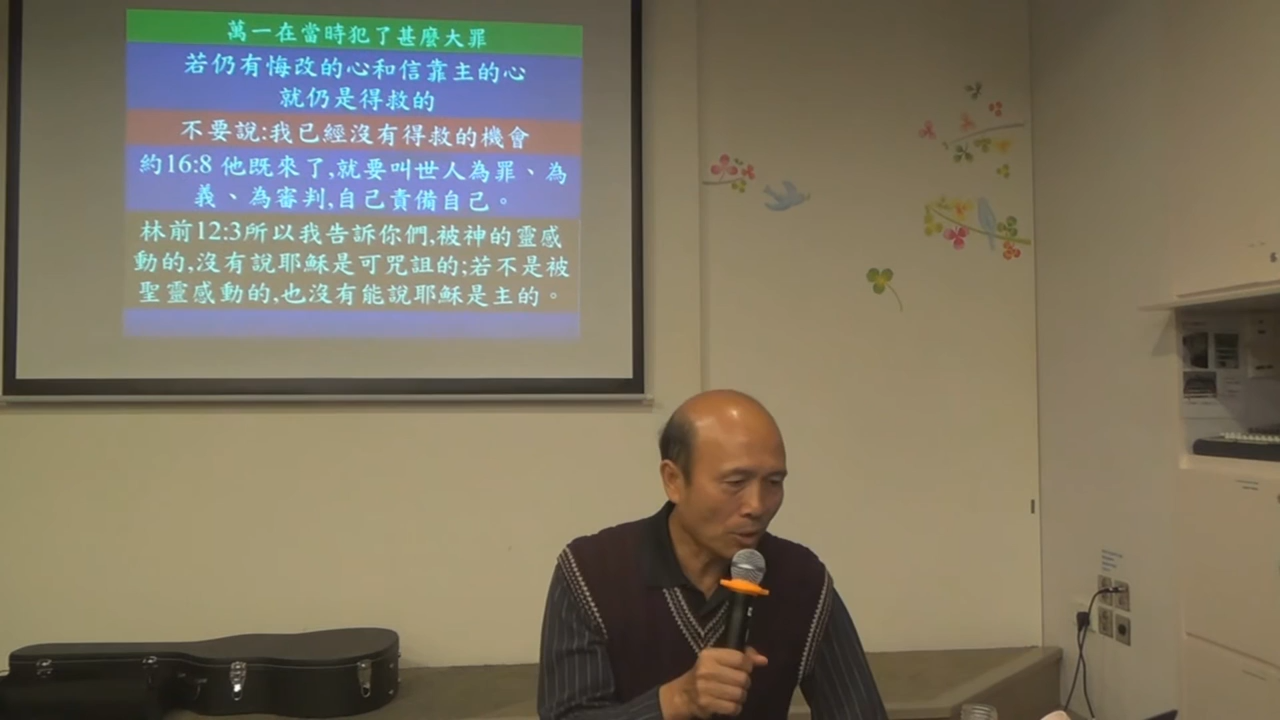 萬一在當時犯了甚麼大罪
若仍有悔改的心和信靠主的心
就仍是得救的
不要說:我已經沒有得救的機會
約16:8 他既來了,就要叫世人為罪、為
義、為審判,自己責備自己。
林前12:3所以我告訴你們,被神的靈感
動的,沒有說耶穌是可咒詛的;若不是被
聖靈感動的,也沒有能說耶穌是主的。